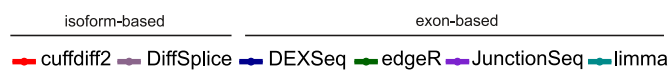 isoform-based exon-based
cuffdiff2 DiffSplice DEXSeq edgeR JunctionSeq limma